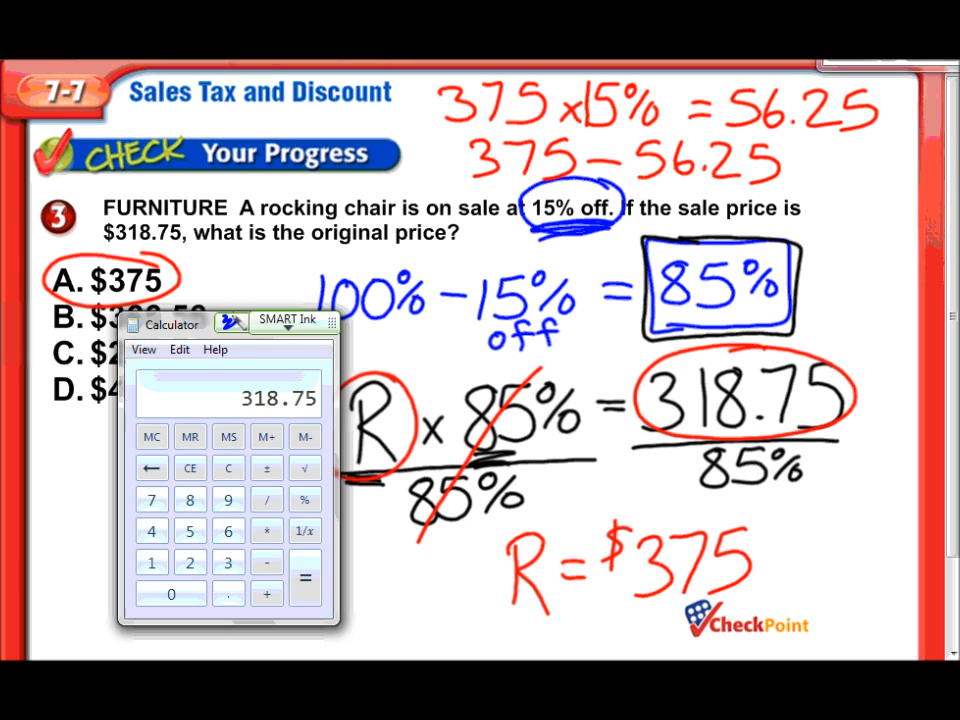 7-7 Sales Tax and Discount
375 x 15% = 56.25
CHECK Your Progress
375 - 56.25
3 FURNITURE A rocking chair is on sale at 15% off. If the sale price is
$318.75, what is the original price?
A. $375
100% - 15% = 85%
off
B.
C.
D.
Calculator
SMART Ink
View Edit Help
318.75
MC MR MS M+ M-
← CE C ± √
7 8 9 / %
4 5 6 * 1/x
1 2 3 - =
0 . +
R x 85% = 318.75
85% 85%
R = $375
CheckPoint